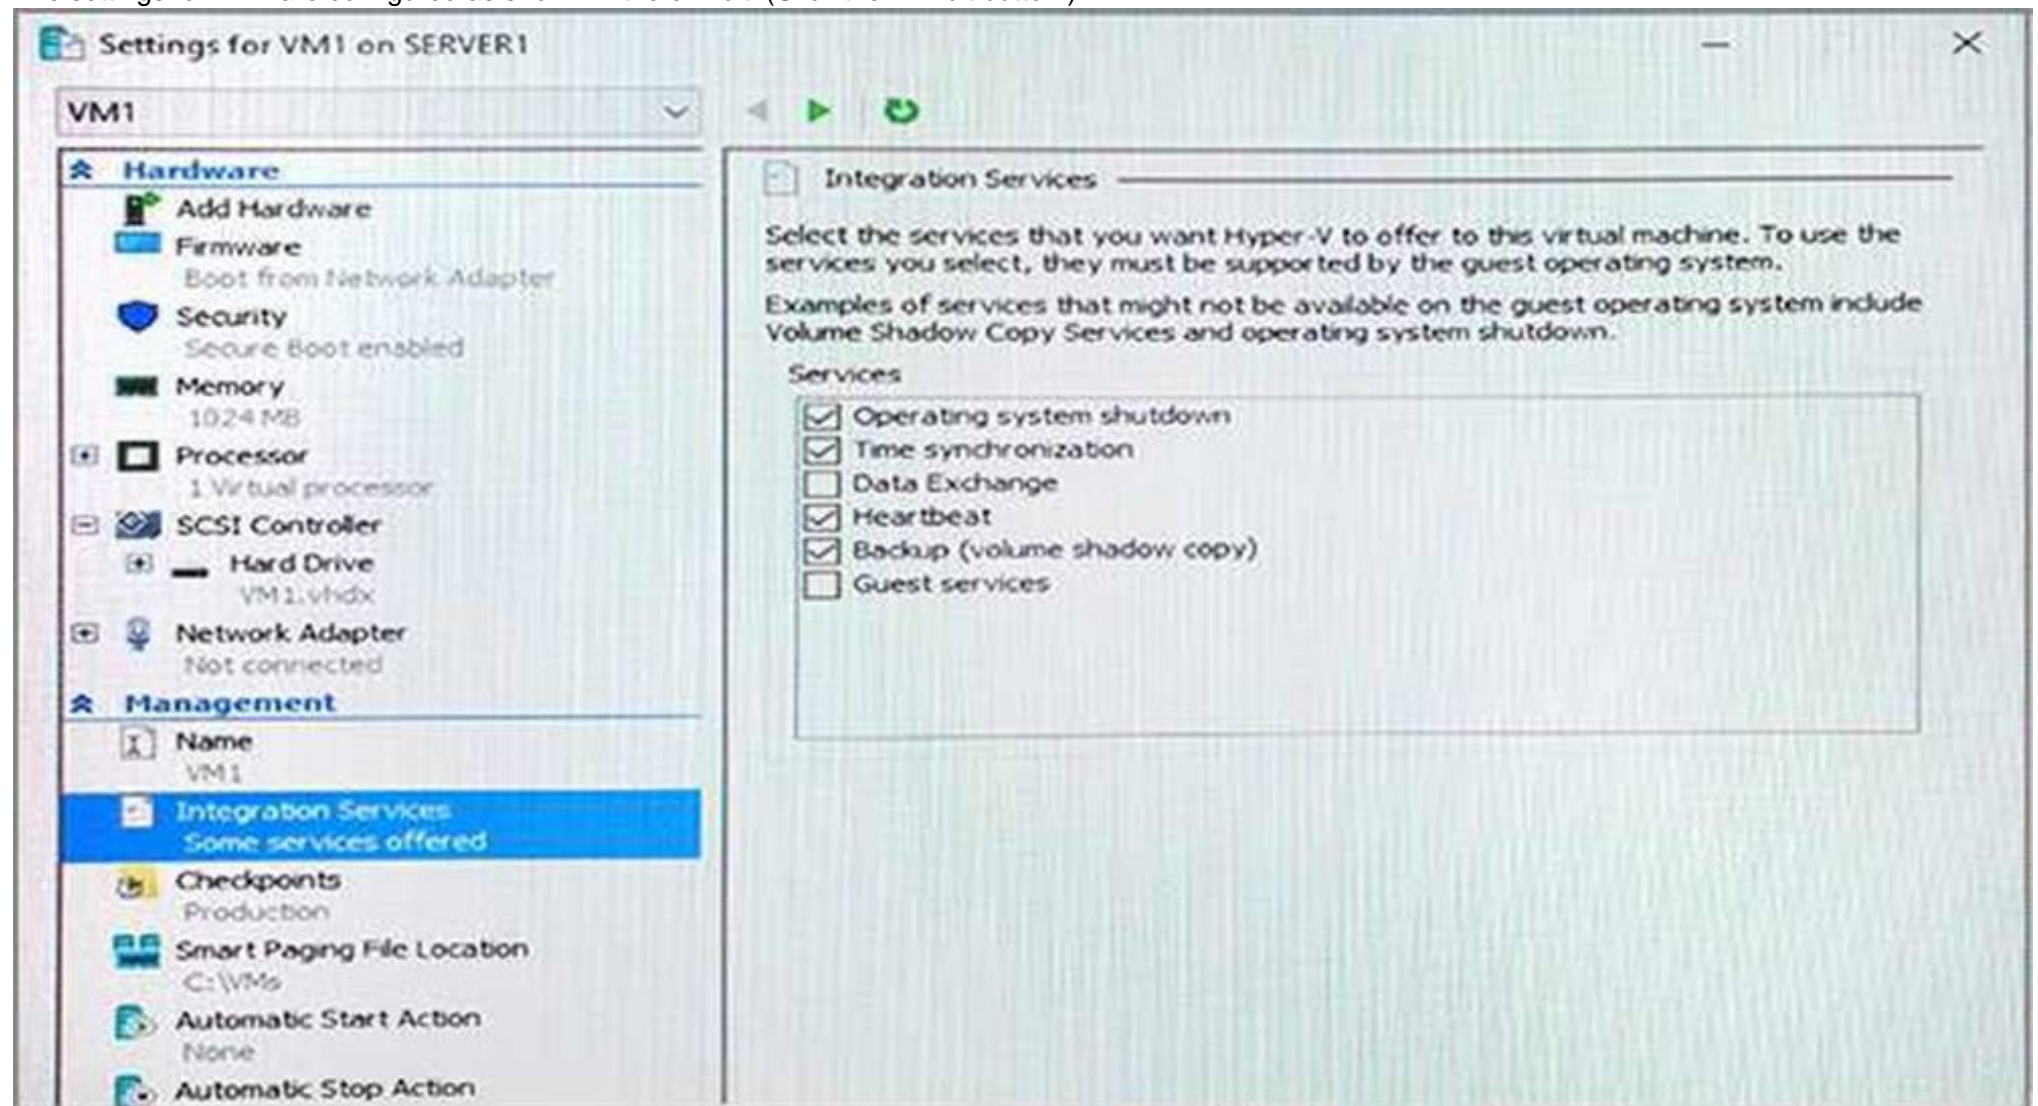 Settings for VM1 on SERVER1
VM1
Hardware
Add Hardware
Firmware
Boot from Network Adapter
Security
Secure Boot enabled
Memory
1024 MB
Processor
1 Virtual processor
SCSI Controller
Hard Drive
VM1.vhdx
Network Adapter
Not connected
Management
Name
VM1
Integration Services
Some services offered
Checkpoints
Production
Smart Paging File Location
C:\VMs
Automatic Start Action
None
Automatic Stop Action
Integration Services
Select the services that you want Hyper-V to offer to this virtual machine. To use the
services you select, they must be supported by the guest operating system.
Examples of services that might not be available on the guest operating system include
Volume Shadow Copy Services and operating system shutdown.
Services
Operating system shutdown
Time synchronization
Data Exchange
Heartbeat
Backup (volume shadow copy)
Guest services